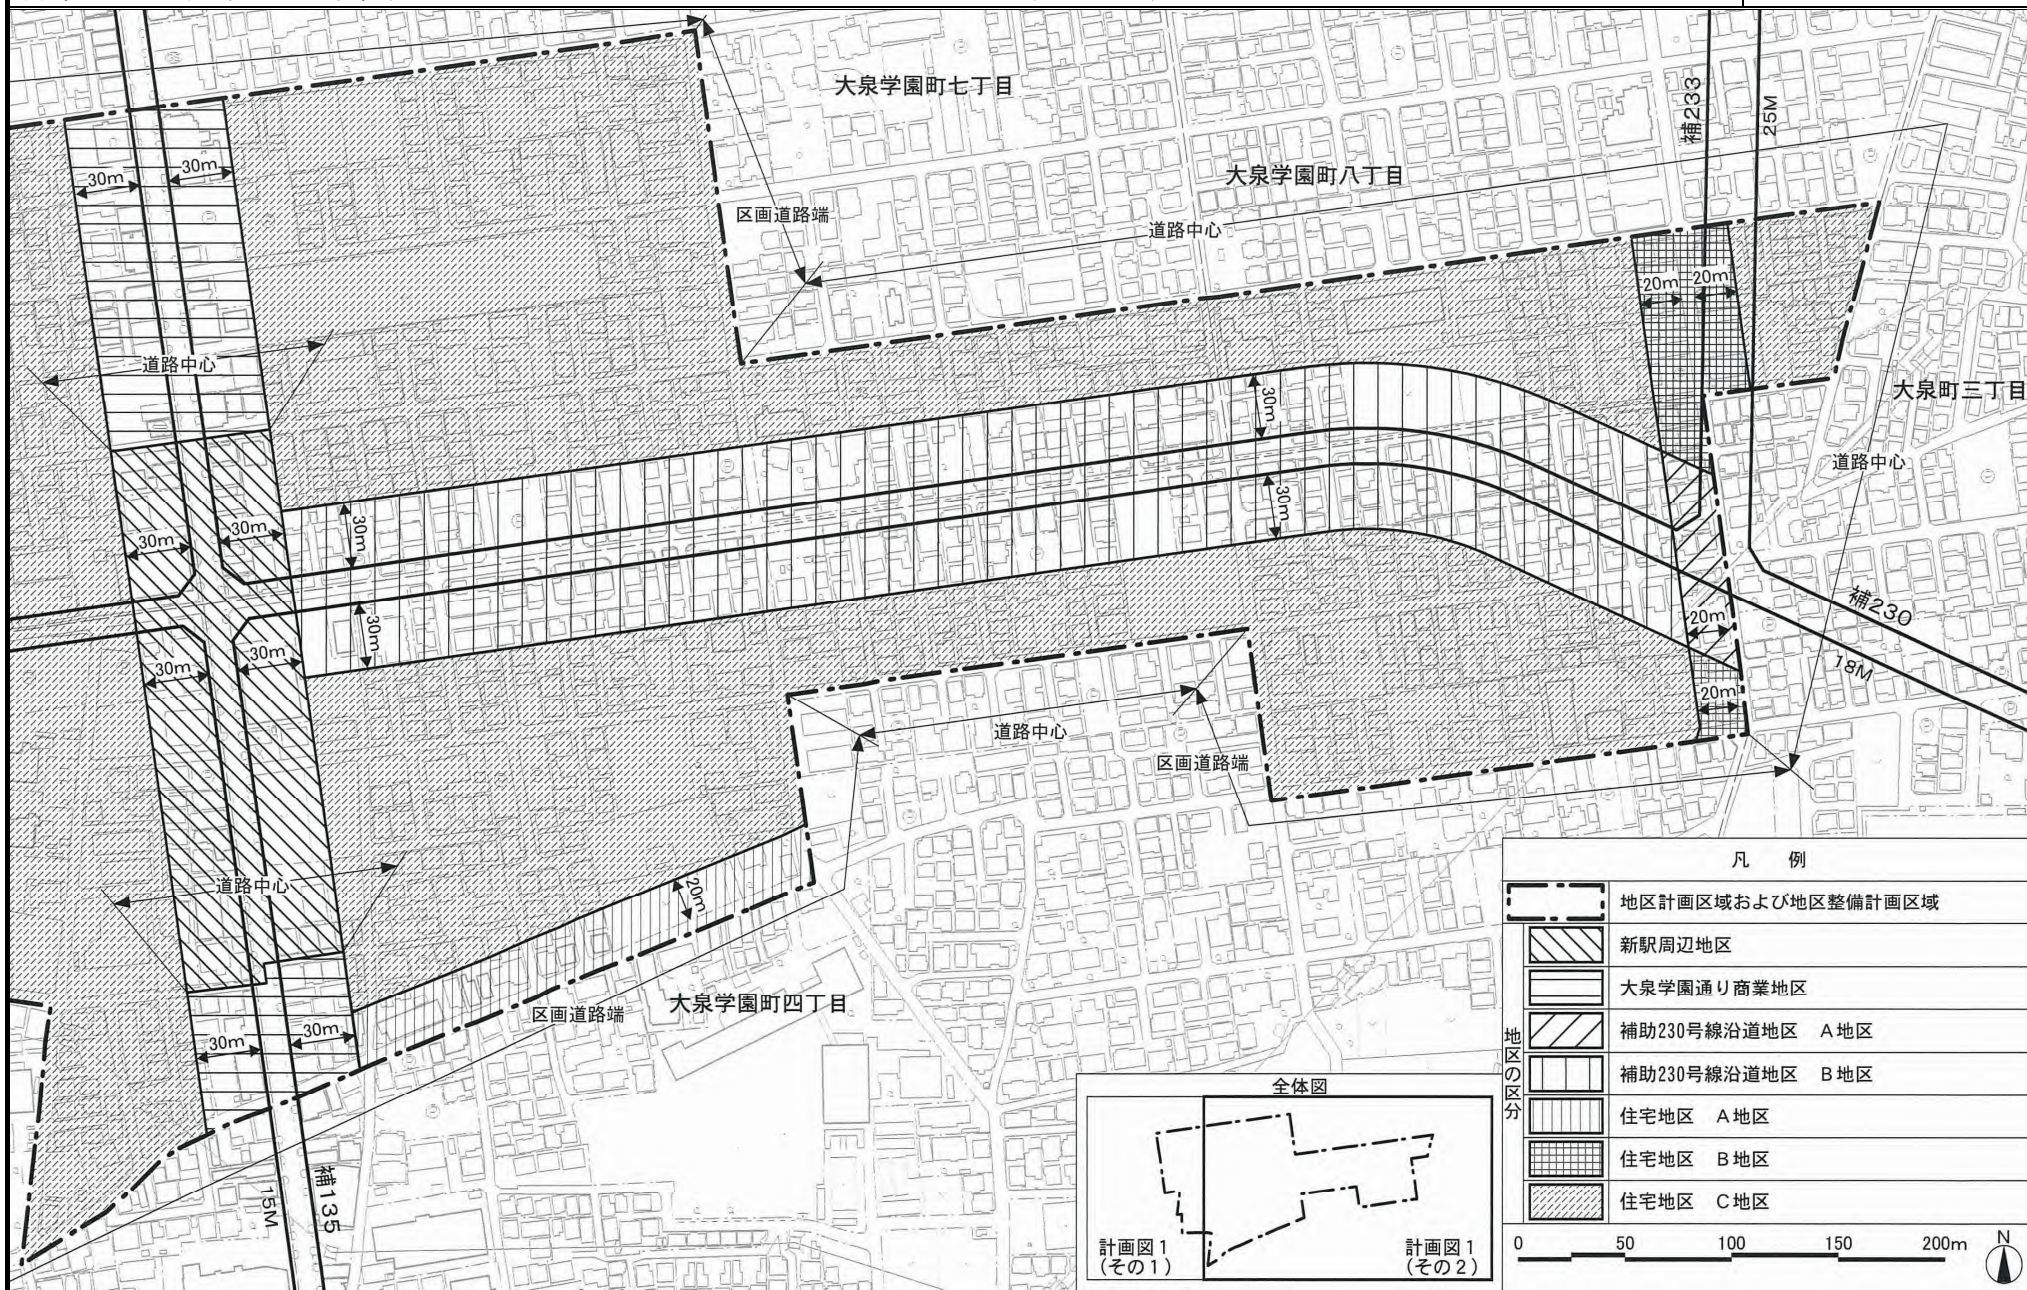 大泉学園町七丁目
補233
25M
30m
30m
大泉学園町八丁目
区画道路端
道路中心
20m
20m
道路中心
30m
大泉町三丁目
道路中心
30m
30m
30m
30m
30m
補230
20m
30m
30m
18M
20m
道路中心
区画道路端
道路中心
20m
区画道路端
大泉学園町四丁目
30m
30m
15M
補135
凡　例
地区計画区域および地区整備計画区域
地区の区分
新駅周辺地区
大泉学園通り商業地区
補助230号線沿道地区　A地区
補助230号線沿道地区　B地区
住宅地区　A地区
住宅地区　B地区
住宅地区　C地区
0 50 100 150 200m
N
全体図
計画図1
（その1）
計画図1
（その2）